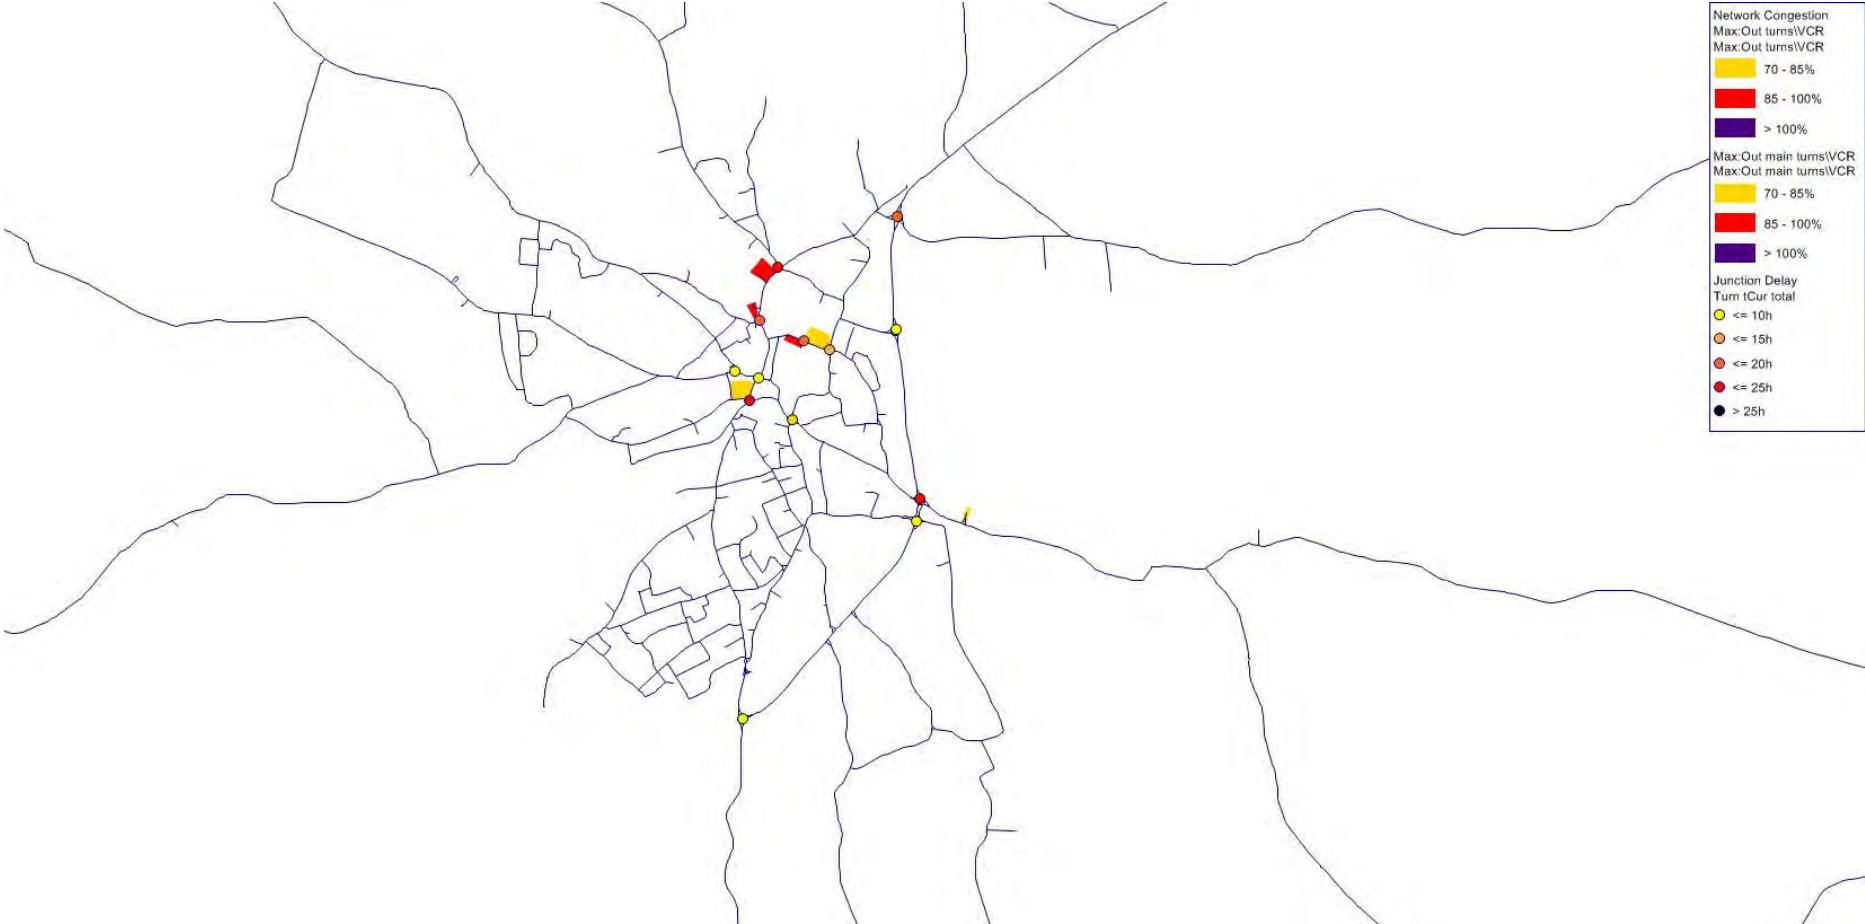 Network Congestion
Max:Out turns\VCR
Max:Out turns\VCR
70 - 85%
85 - 100%
> 100%
Max:Out main turns\VCR
Max:Out main turns\VCR
70 - 85%
85 - 100%
> 100%
Junction Delay
Turn tCur total
<= 10h
<= 15h
<= 20h
<= 25h
> 25h